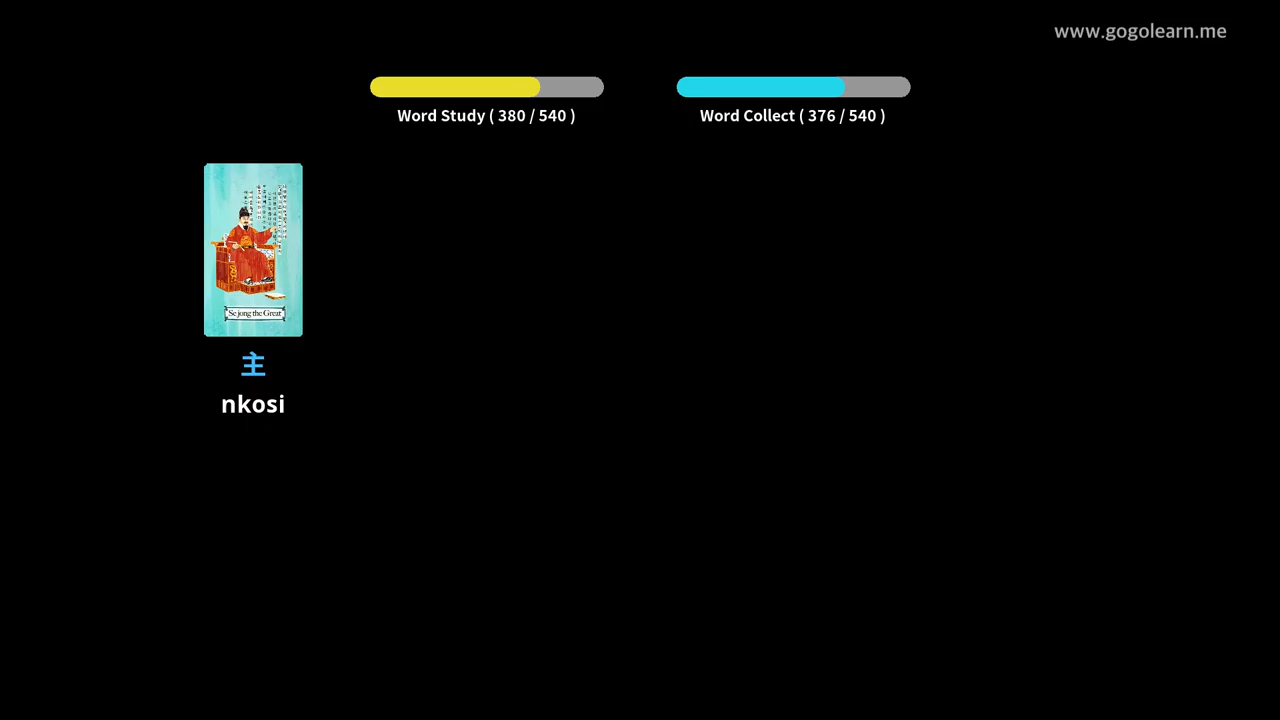 www.gogolearn.me
Word Study ( 380 / 540 )
Word Collect ( 376 / 540 )
Sejong the Great
主
nkosi